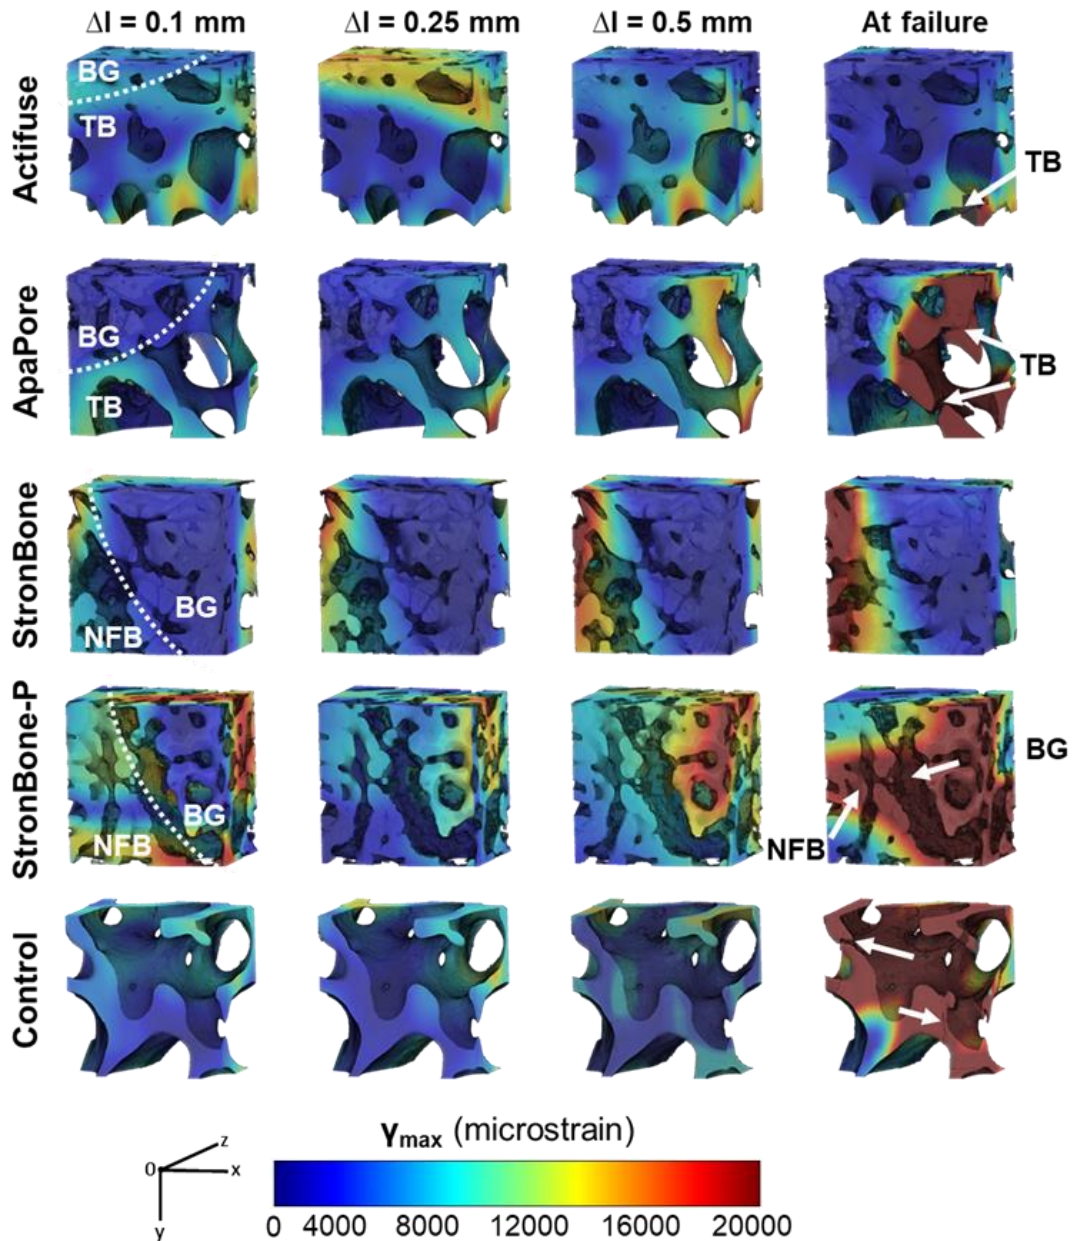 Δl = 0.1 mm
Δl = 0.25 mm
Δl = 0.5 mm
At failure
Actifuse
BG
TB
TB
ApaPore
BG
TB
TB
StronBone
BG
NFB
StronBone-P
BG
NFB
BG
NFB
Control
γmax (microstrain)
0
z
x
y
0 4000 8000 12000 16000 20000